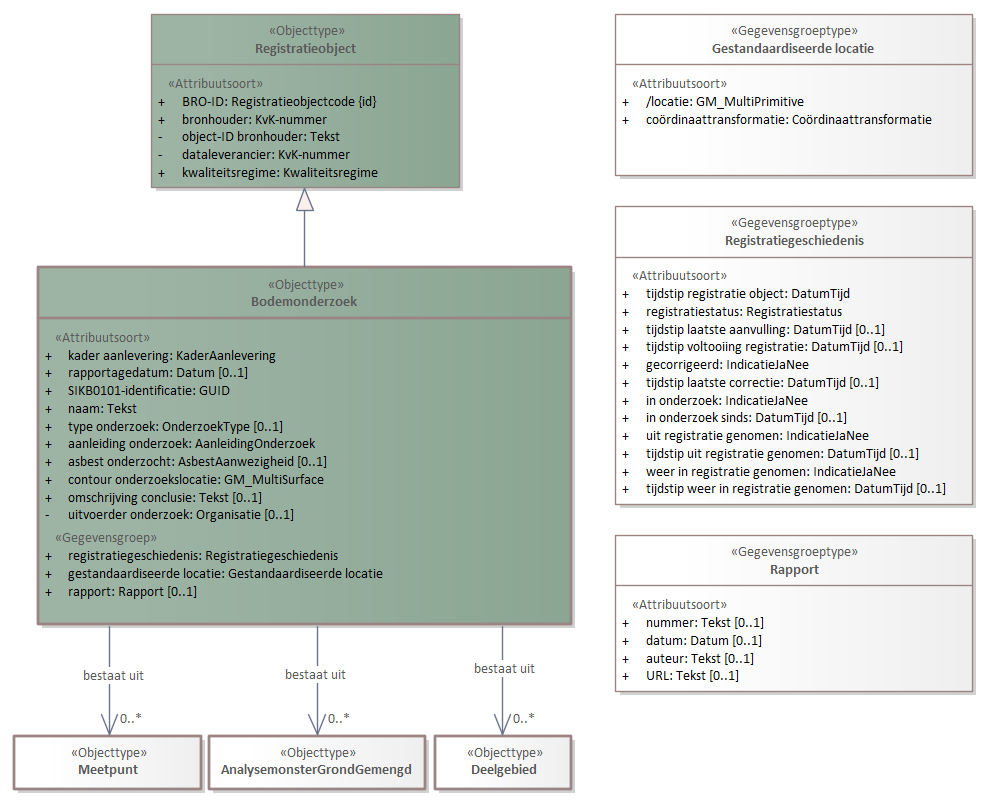 «Objecttype»
Registratieobject
«Attribuutsoort»
+ BRO-ID: Registratieobjectcode {id}
+ bronhouder: KvK-nummer
- object-ID bronhouder: Tekst
- dataleverancier: KvK-nummer
+ kwaliteitsregime: Kwaliteitsregime
«Objecttype»
Bodemonderzoek
«Attribuutsoort»
+ kader aanlevering: KaderAanlevering
+ rapportagedatum: Datum [0..1]
+ SIKB0101-identificatie: GUID
+ naam: Tekst
+ type onderzoek: OnderzoekType [0..1]
+ aanleiding onderzoek: AanleidingOnderzoek
+ asbest onderzocht: AsbestAanwezigheid [0..1]
+ contour onderzoekslocatie: GM_MultiSurface
+ omschrijving conclusie: Tekst [0..1]
- uitvoerder onderzoek: Organisatie [0..1]
«Gegevensgroep»
+ registratiegeschiedenis: Registratiegeschiedenis
+ gestandaardiseerde locatie: Gestandaardiseerde locatie
+ rapport: Rapport [0..1]
bestaat uit
bestaat uit
bestaat uit
0..*
0..*
0..*
«Objecttype»
Meetpunt
«Objecttype»
AnalysemonsterGrondGemengd
«Objecttype»
Deelgebied
«Gegevensgroeptype»
Gestandaardiseerde locatie
«Attribuutsoort»
+ /locatie: GM_MultiPrimitive
+ coördinaattransformatie: Coördinaattransformatie
«Gegevensgroeptype»
Registratiegeschiedenis
«Attribuutsoort»
+ tijdstip registratie object: DatumTijd
+ registratiestatus: Registratiestatus
+ tijdstip laatste aanvulling: DatumTijd [0..1]
+ tijdstip voltooiing registratie: DatumTijd [0..1]
+ gecorrigeerd: IndicatieJaNee
+ tijdstip laatste correctie: DatumTijd [0..1]
+ in onderzoek: IndicatieJaNee
+ in onderzoek sinds: DatumTijd [0..1]
+ uit registratie genomen: IndicatieJaNee
+ tijdstip uit registratie genomen: DatumTijd [0..1]
+ weer in registratie genomen: IndicatieJaNee
+ tijdstip weer in registratie genomen: DatumTijd [0..1]
«Gegevensgroeptype»
Rapport
«Attribuutsoort»
+ nummer: Tekst [0..1]
+ datum: Datum [0..1]
+ auteur: Tekst [0..1]
+ URL: Tekst [0..1]